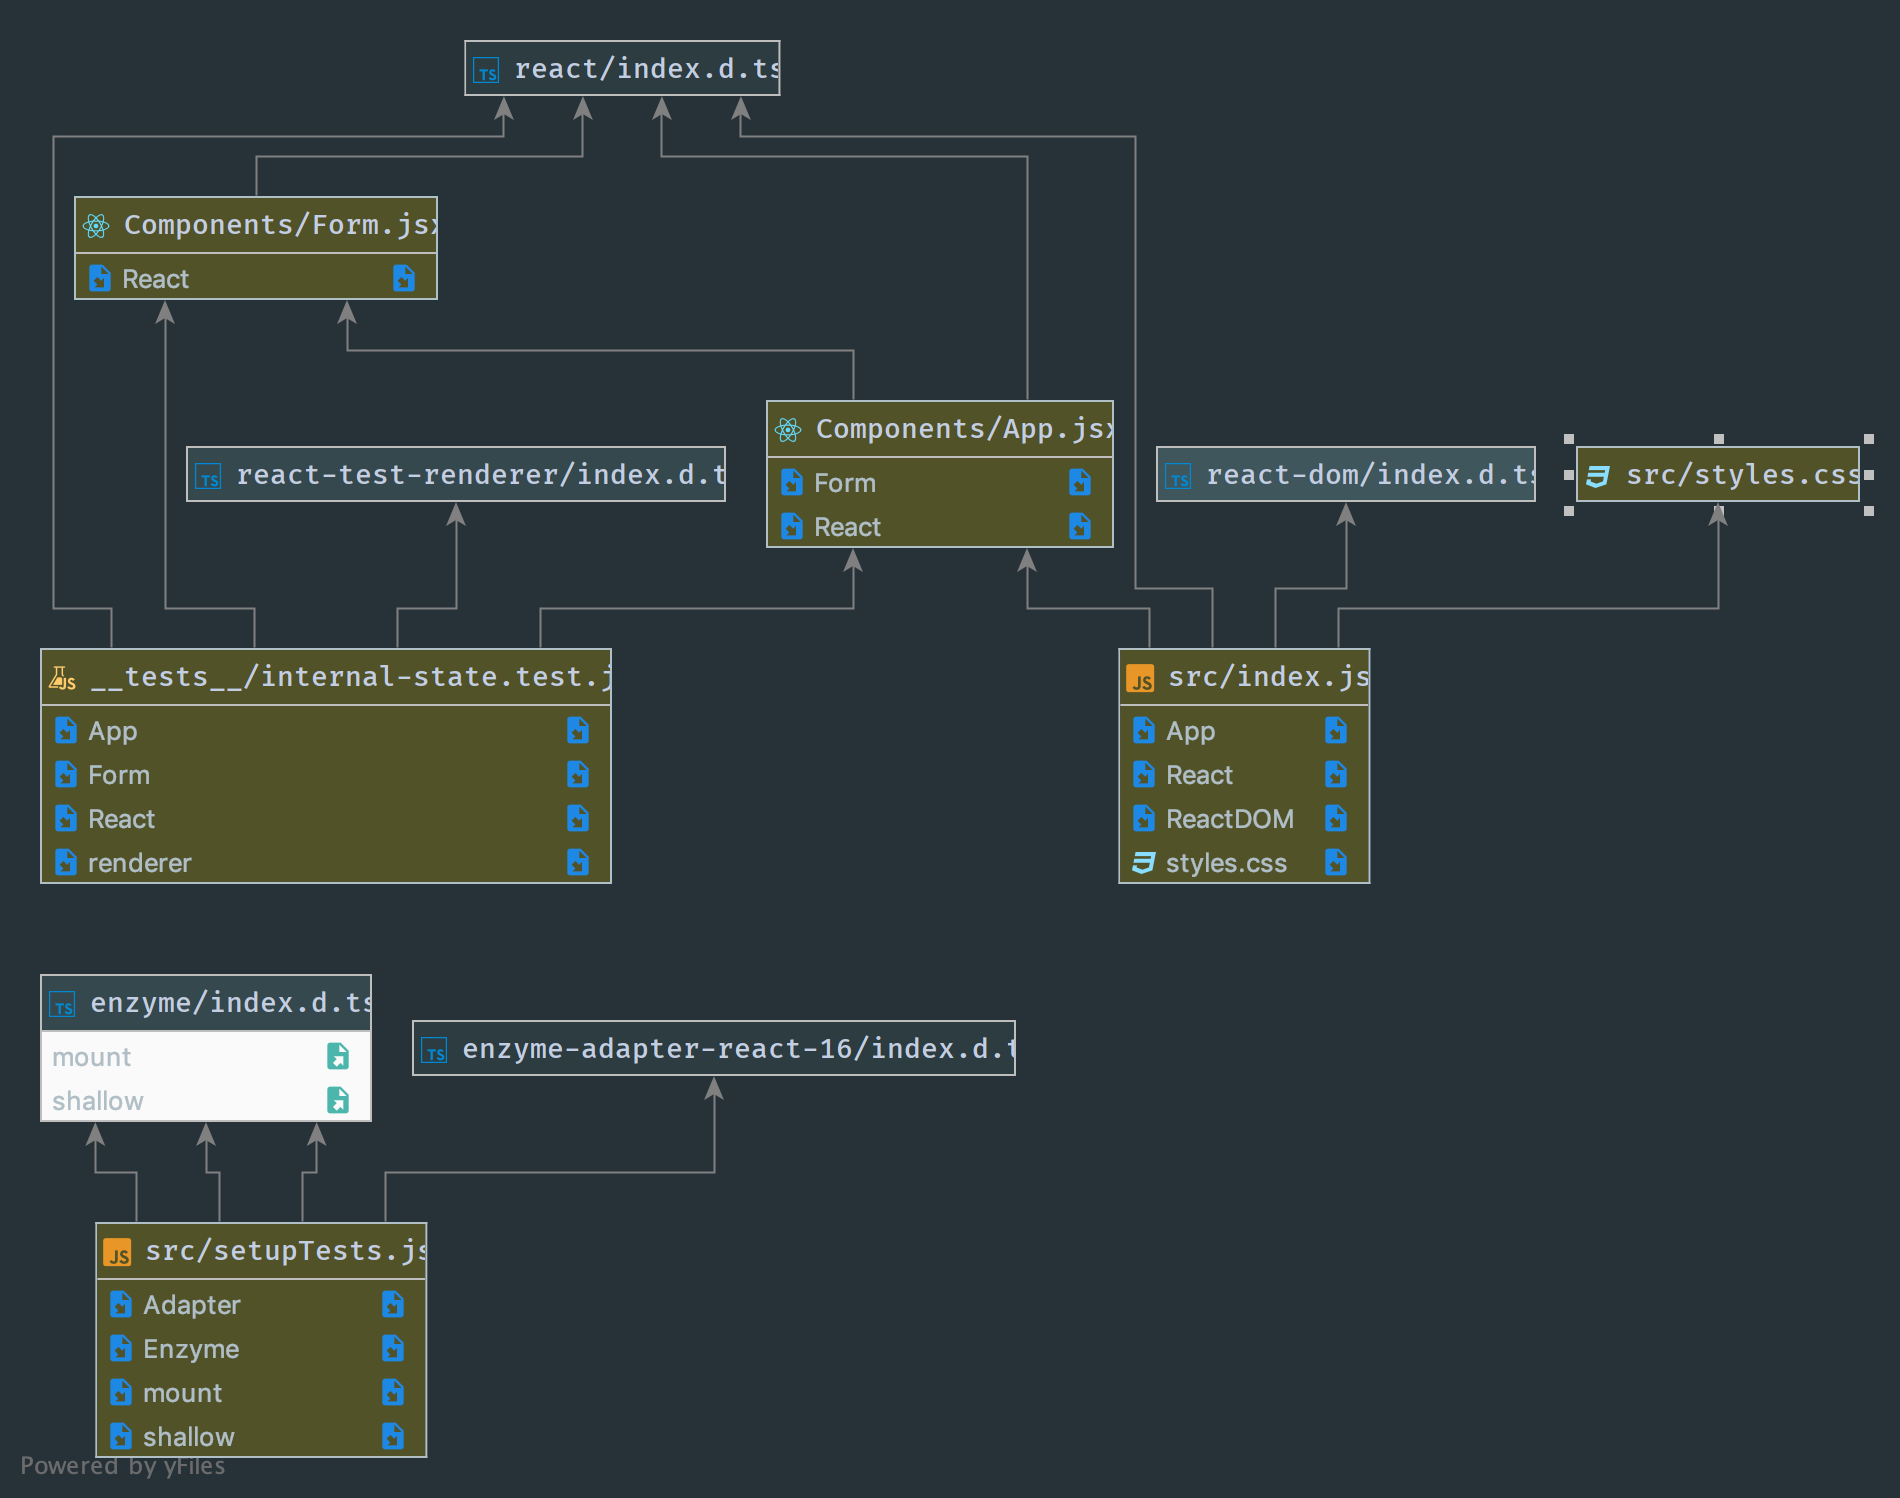 TS react/index.d.ts
Components/Form.jsx
React
Components/App.jsx
Form
React
TS react-test-renderer/index.d.t
TS react-dom/index.d.ts
src/styles.css
JS __tests__/internal-state.test.j
App
Form
React
renderer
JS src/index.js
App
React
ReactDOM
styles.css
TS enzyme/index.d.ts
mount
shallow
TS enzyme-adapter-react-16/index.d.t
JS src/setupTests.js
Adapter
Enzyme
mount
shallow
Powered by yFiles